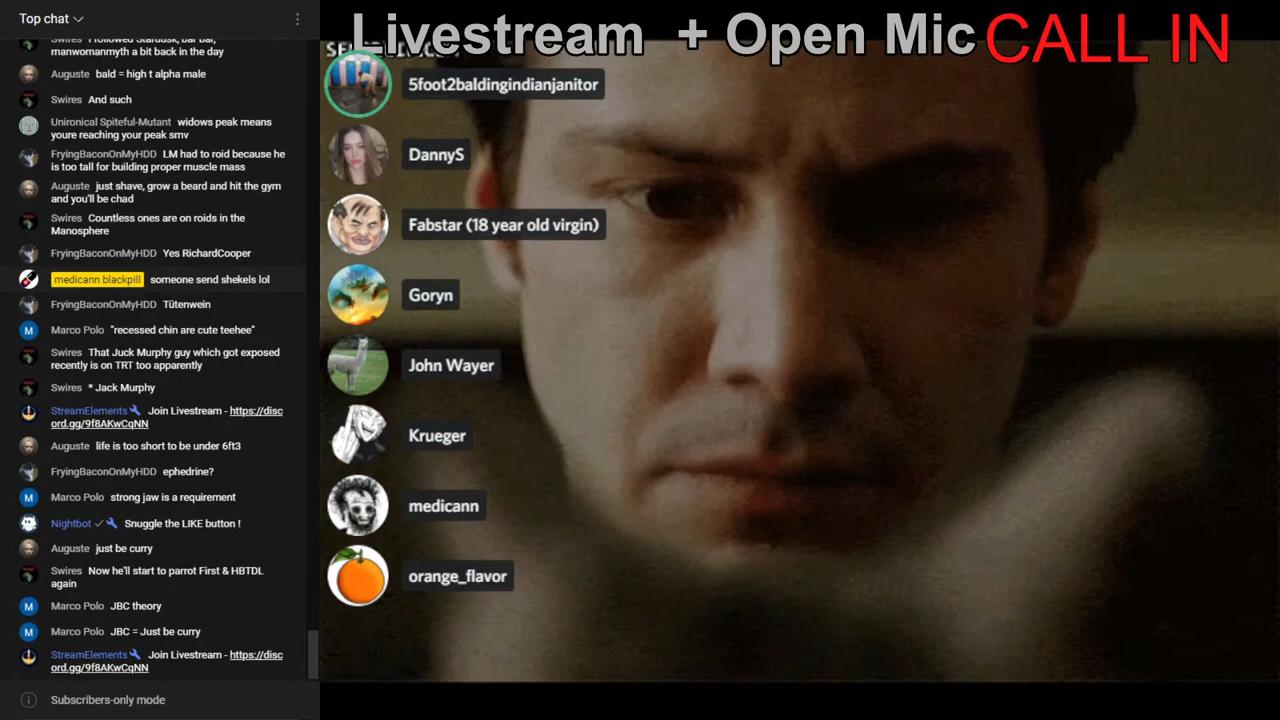 Top chat
Swires I followed Stardusk, bar bar,
manwomanmyth a bit back in the day
Auguste bald = high t alpha male
Swires And such
Unironical Spiteful-Mutant widows peak means
youre reaching your peak smv
FryingBaconOnMyHDD LM had to roid because he
is too tall for building proper muscle mass
Auguste just shave, grow a beard and hit the gym
and you'll be chad
Swires Countless ones are on roids in the
Manosphere
FryingBaconOnMyHDD Yes RichardCooper
medicann blackpill someone send shekels lol
FryingBaconOnMyHDD Tütenwein
M Marco Polo "recessed chin are cute teehee"
Swires That Juck Murphy guy which got exposed
recently is on TRT too apparently
Swires * Jack Murphy
StreamElements Join Livestream - https://disc
ord.gg/9f8AKwCqNN
Auguste life is too short to be under 6ft3
FryingBaconOnMyHDD ephedrine?
M Marco Polo strong jaw is a requirement
Nightbot Snuggle the LIKE button !
Auguste just be curry
Swires Now he'll start to parrot First & HBTDL
again
M Marco Polo JBC theory
M Marco Polo JBC = Just be curry
StreamElements Join Livestream - https://disc
ord.gg/9f8AKwCqNN
Subscribers-only mode
Livestream + Open Mic CALL IN
5foot2baldingindianjanitor
DannyS
Fabstar (18 year old virgin)
Goryn
John Wayer
Krueger
medicann
orange_flavor